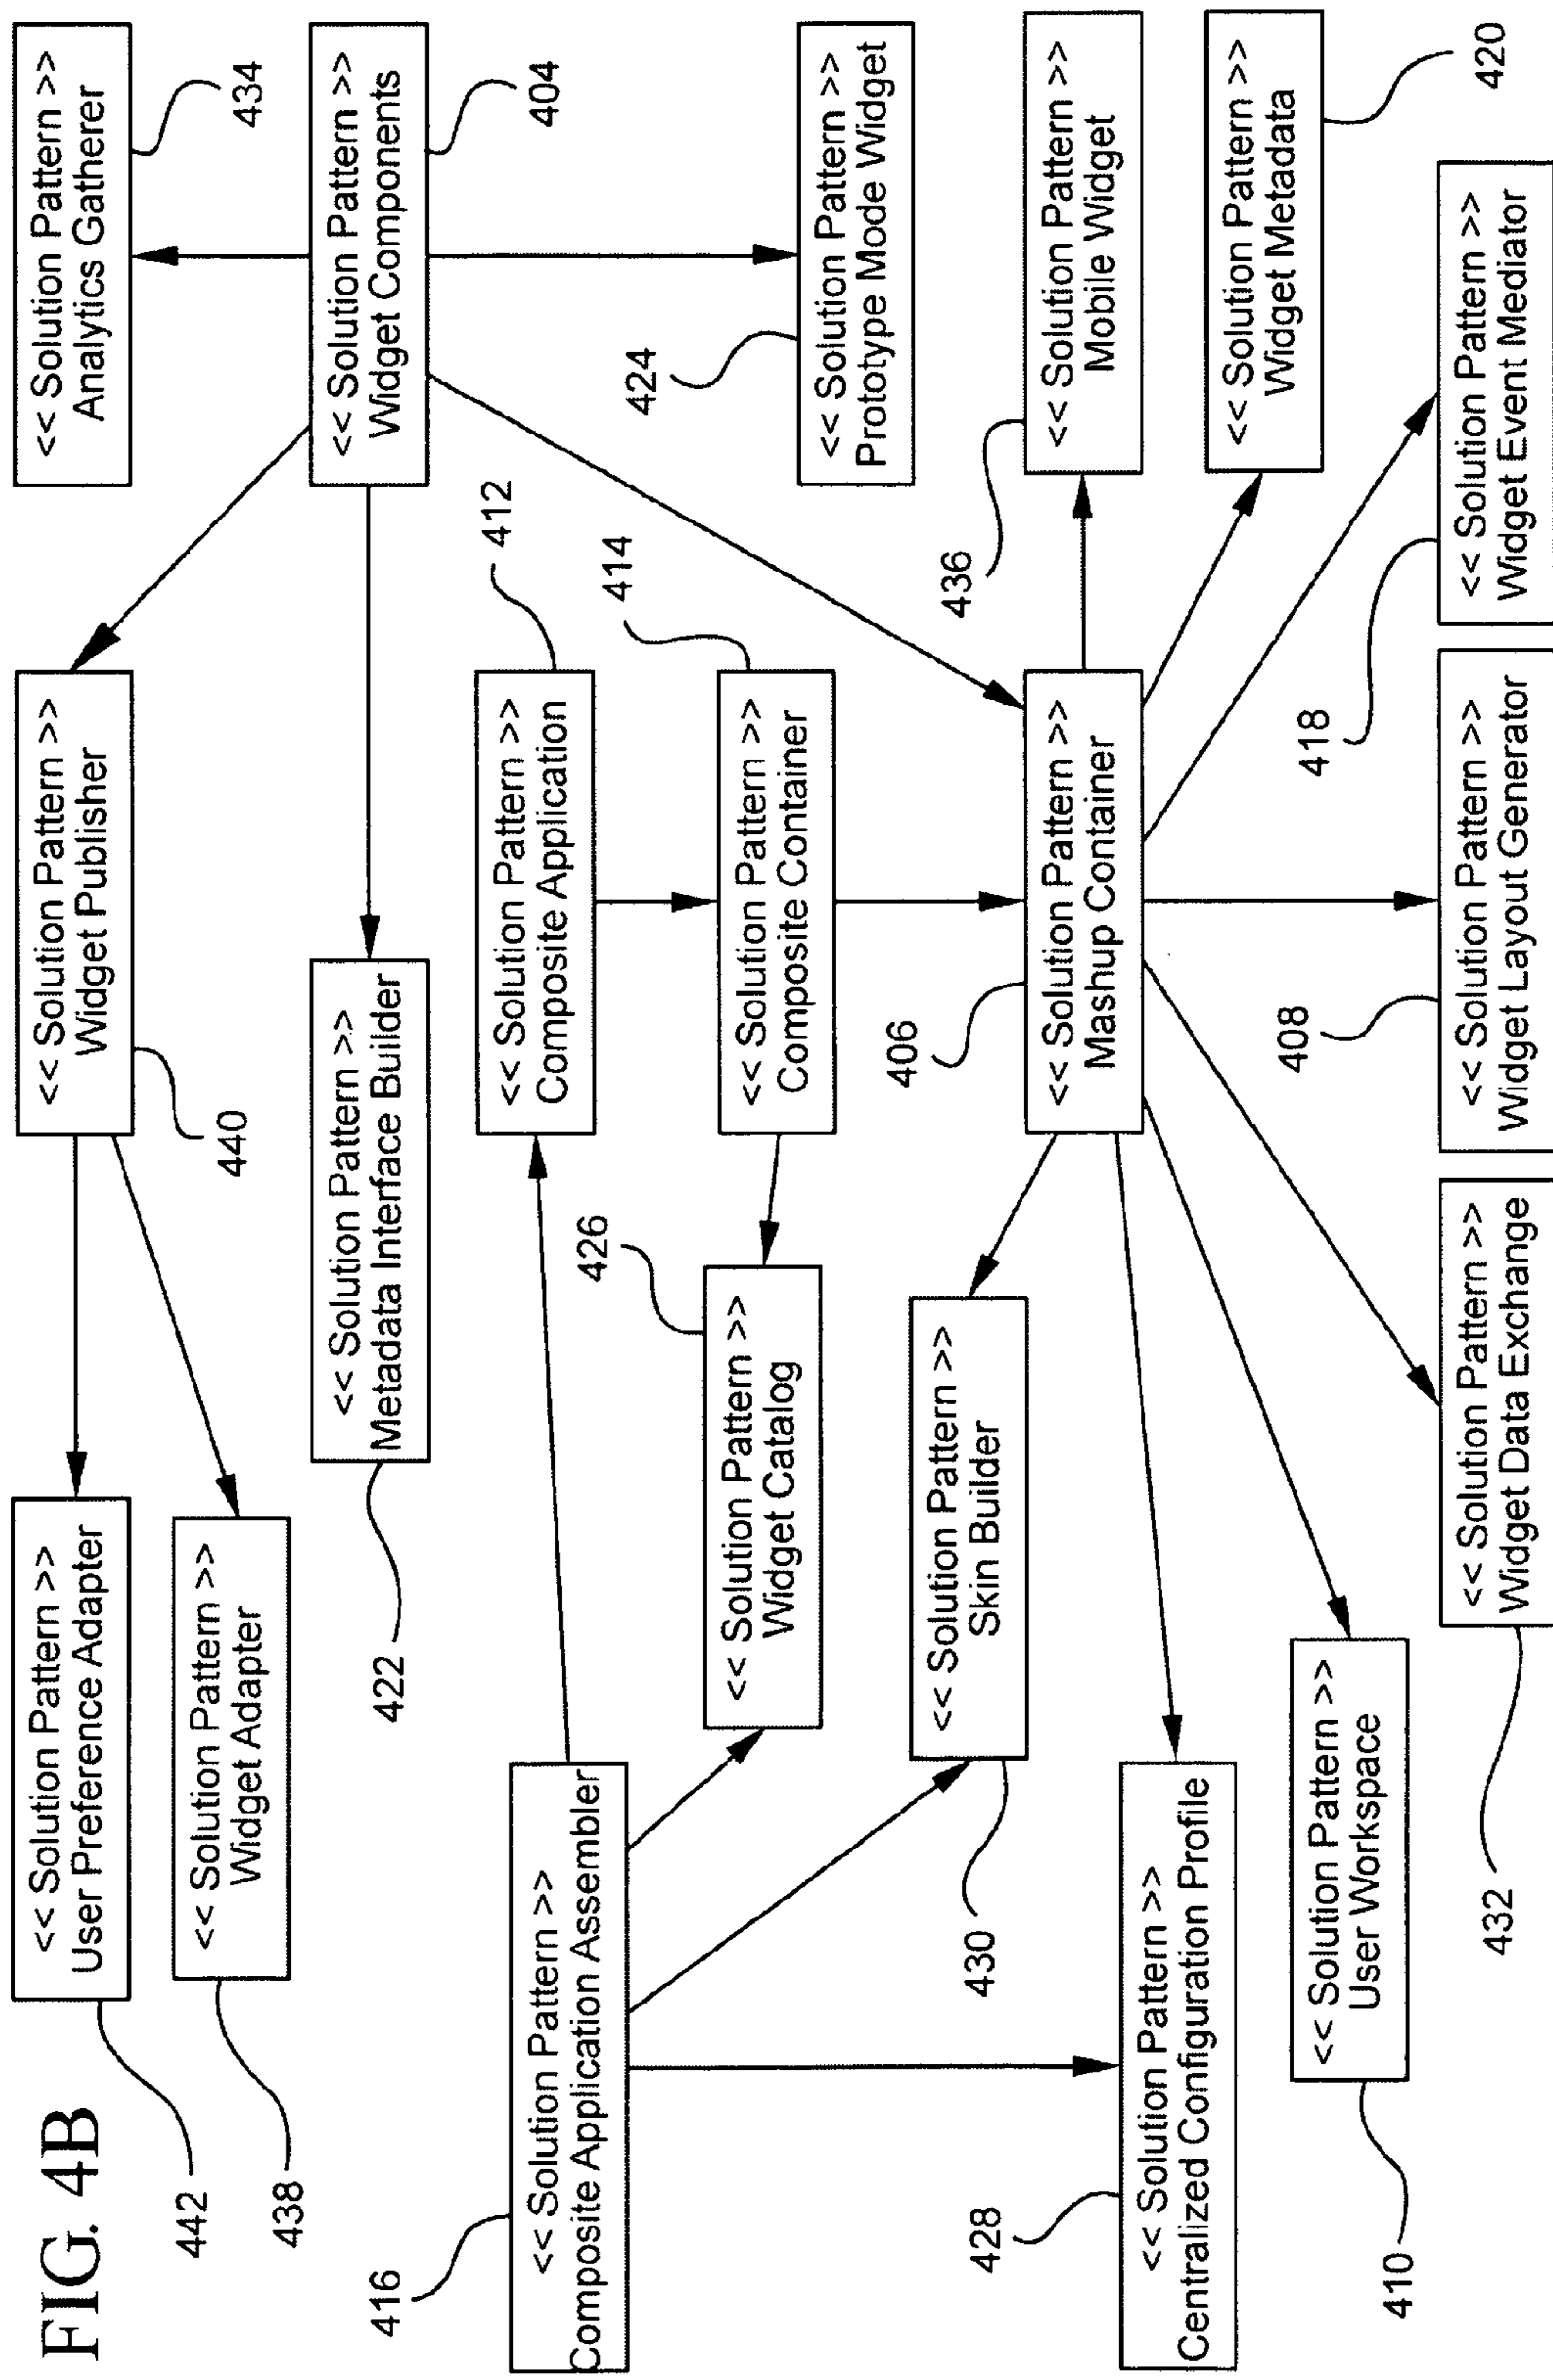 FIG. 4B
442
<< Solution Pattern >>
User Preference Adapter
438
<< Solution Pattern >>
Widget Adapter
<< Solution Pattern >>
Widget Publisher
440
<< Solution Pattern >>
Analytics Gatherer
434
422
<< Solution Pattern >>
Metadata Interface Builder
<< Solution Pattern >>
Widget Components
404
416
<< Solution Pattern >>
Composite Application Assembler
<< Solution Pattern >>
Composite Application
412
426
<< Solution Pattern >>
Widget Catalog
<< Solution Pattern >>
Composite Container
414
424
<< Solution Pattern >>
Prototype Mode Widget
<< Solution Pattern >>
Skin Builder
430
406
<< Solution Pattern >>
Mashup Container
436
<< Solution Pattern >>
Mobile Widget
428
<< Solution Pattern >>
Centralized Configuration Profile
<< Solution Pattern >>
Widget Metadata
420
<< Solution Pattern >>
User Workspace
410
<< Solution Pattern >>
Widget Data Exchange
432
408
<< Solution Pattern >>
Widget Layout Generator
418
<< Solution Pattern >>
Widget Event Mediator